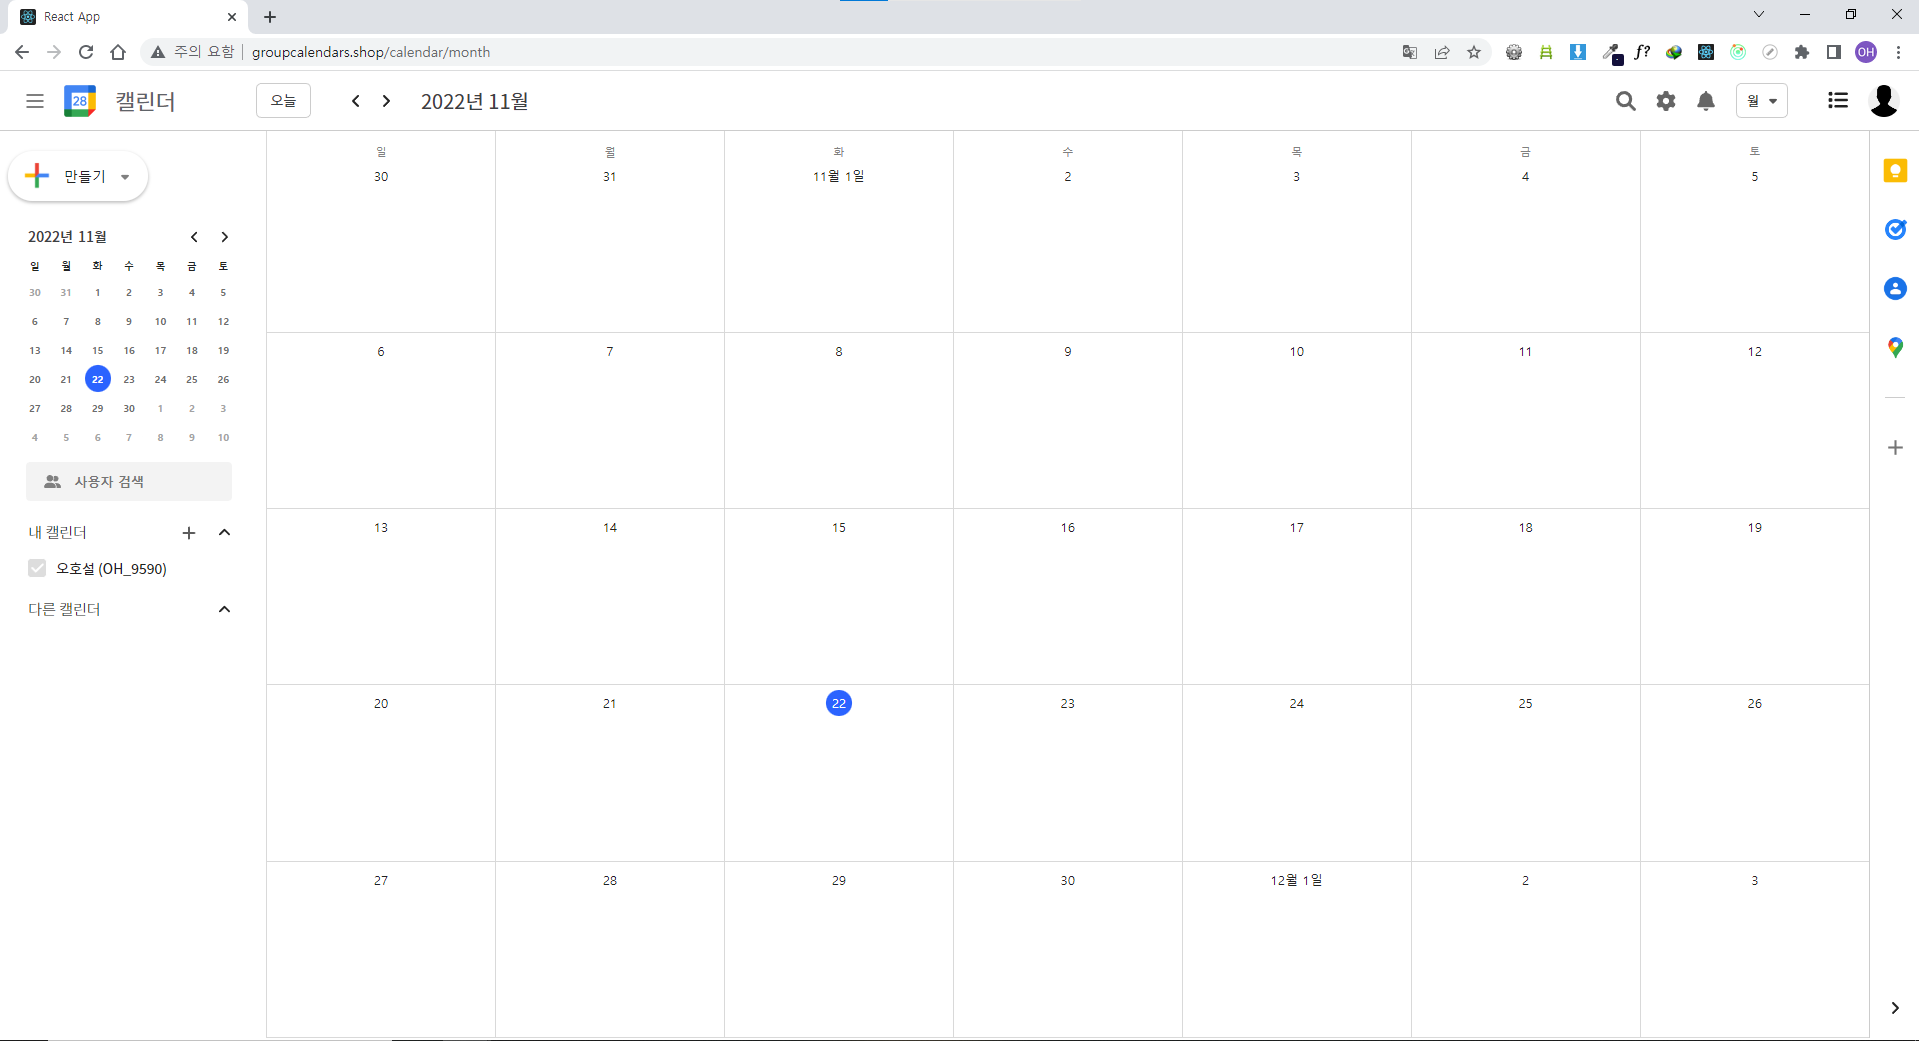 React App
주의 요함 groupcalendars.shop/calendar/month
f?
OH
28 캘린더 오늘 2022년 11월 월
만들기
2022년 11월
일 월 화 수 목 금 토
30 31 1 2 3 4 5
6 7 8 9 10 11 12
13 14 15 16 17 18 19
20 21 22 23 24 25 26
27 28 29 30 1 2 3
4 5 6 7 8 9 10
사용자 검색
내 캘린더
오호설 (OH_9590)
다른 캘린더
일 월 화 수 목 금 토
30 31 11월 1일 2 3 4 5
6 7 8 9 10 11 12
13 14 15 16 17 18 19
20 21 22 23 24 25 26
27 28 29 30 12월 1일 2 3